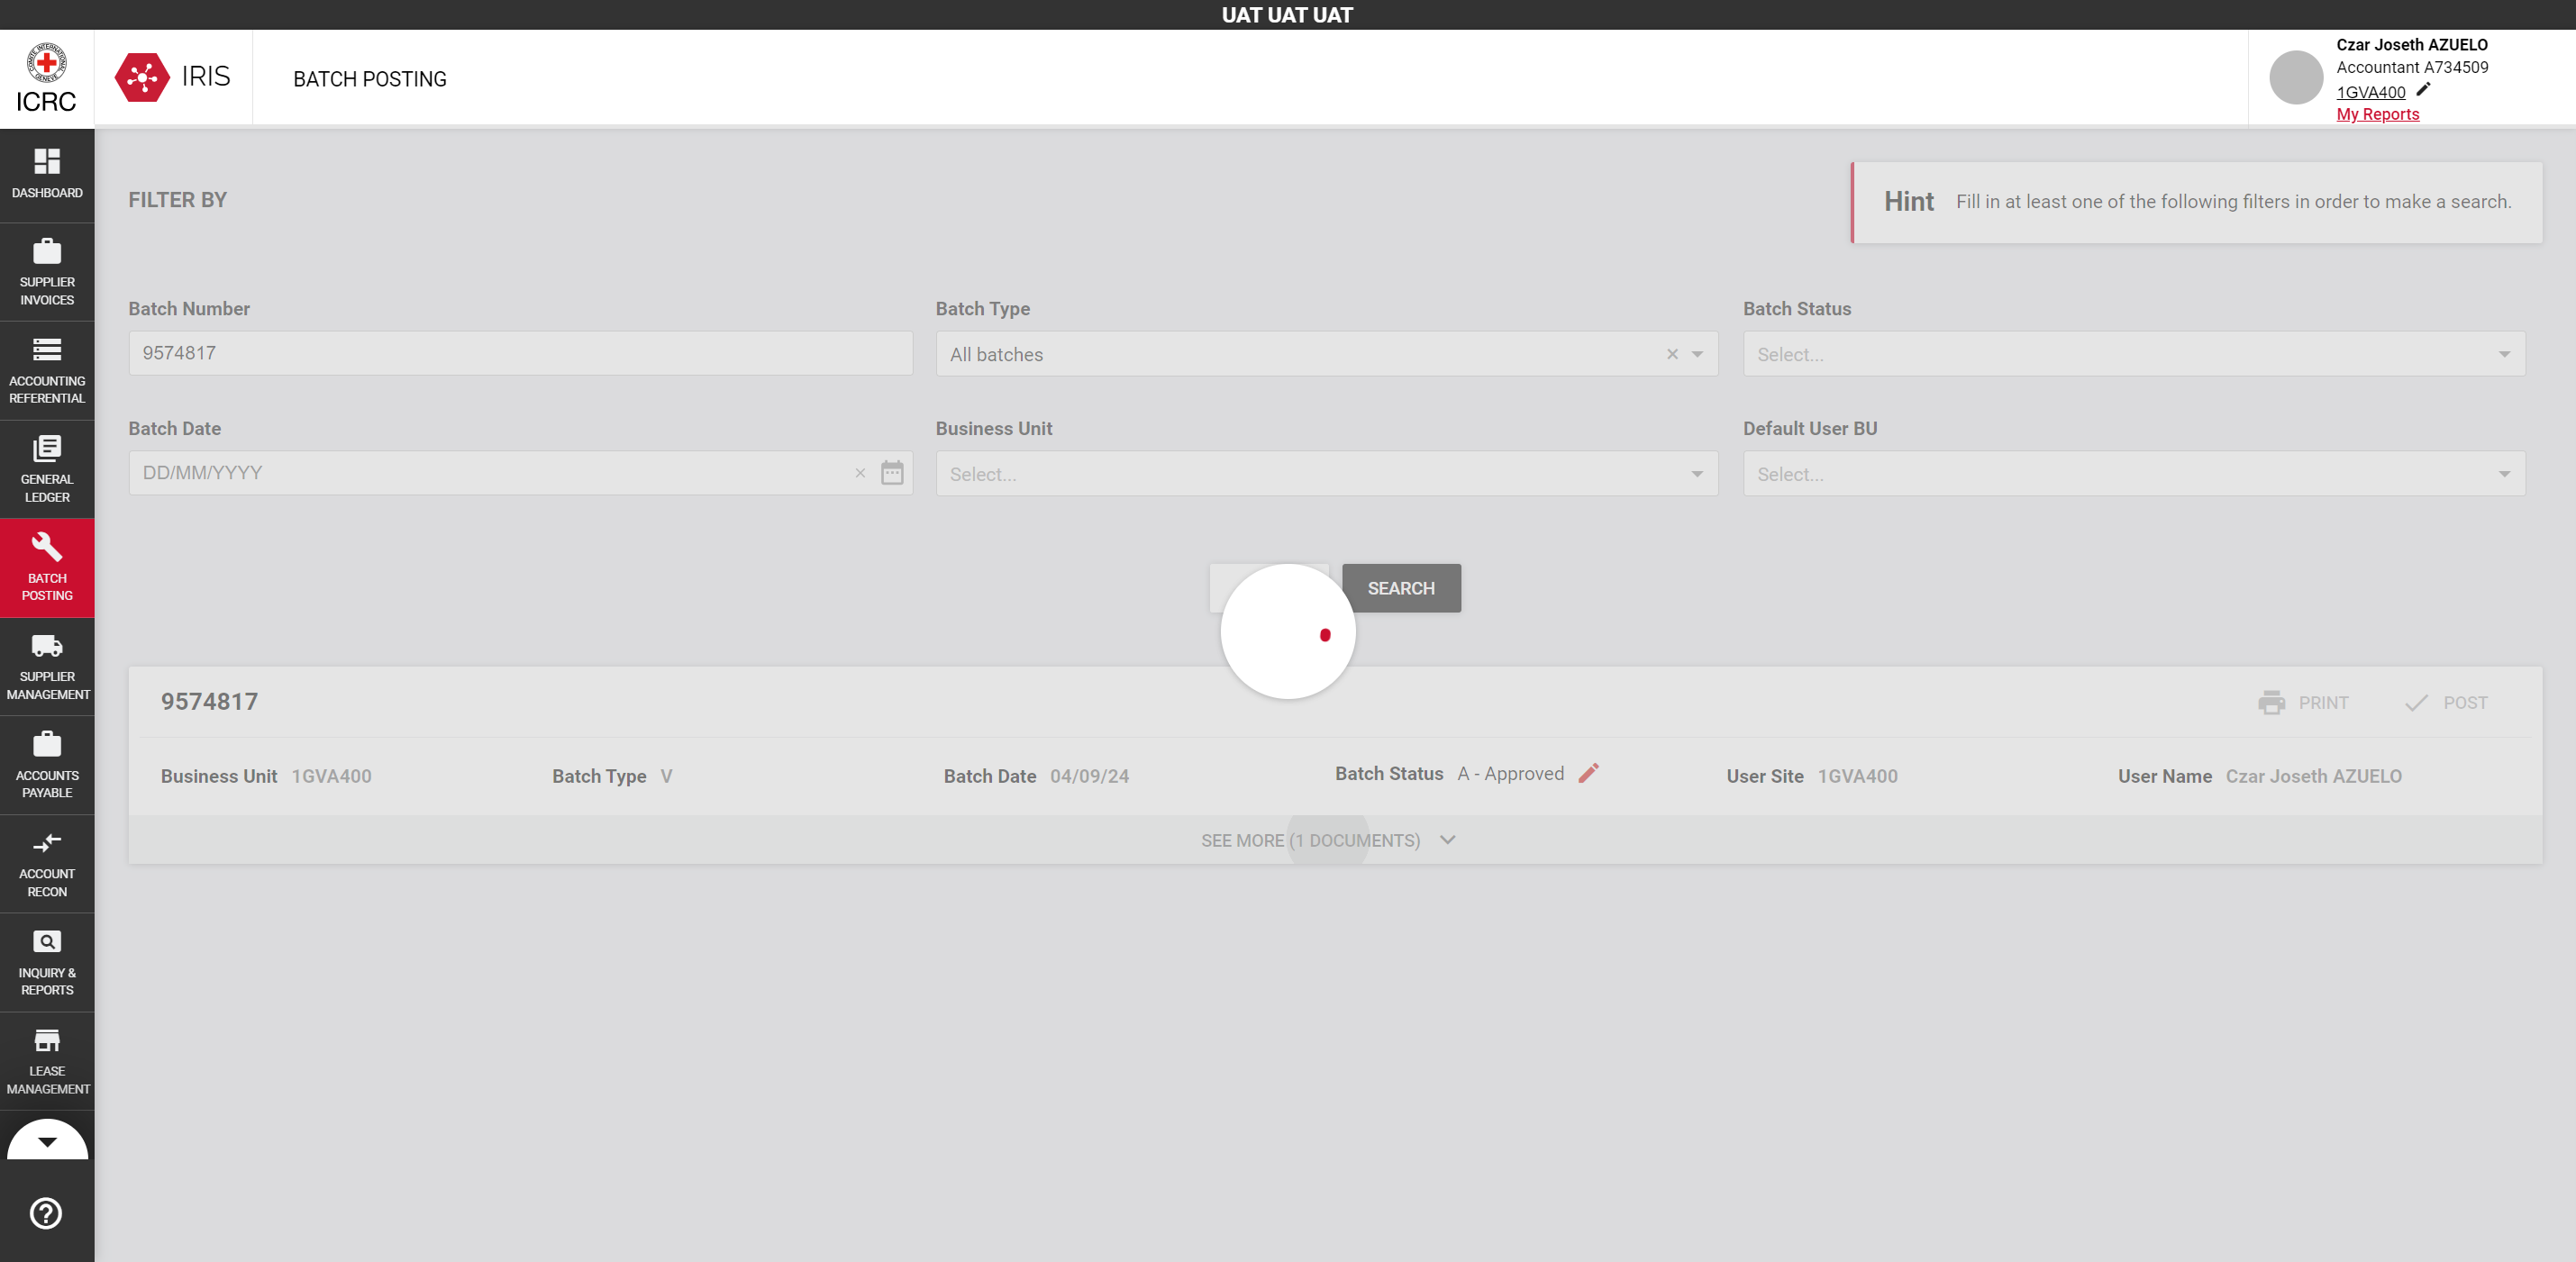 UAT UAT UAT
ICRC
IRIS
BATCH POSTING
Czar Joseth AZUELO
Accountant A734509
1GVA400
My Reports
DASHBOARD
SUPPLIER
INVOICES
ACCOUNTING
REFERENTIAL
GENERAL
LEDGER
BATCH
POSTING
SUPPLIER
MANAGEMENT
ACCOUNTS
PAYABLE
ACCOUNT
RECON
INQUIRY &
REPORTS
LEASE
MANAGEMENT
FILTER BY
Hint Fill in at least one of the following filters in order to make a search.
Batch Number Batch Type Batch Status
9574817 All batches Select...
Batch Date Business Unit Default User BU
DD/MM/YYYY Select... Select...
SEARCH
9574817 PRINT POST
Business Unit 1GVA400 Batch Type V Batch Date 04/09/24 Batch Status A - Approved User Site 1GVA400 User Name Czar Joseth AZUELO
SEE MORE (1 DOCUMENTS)